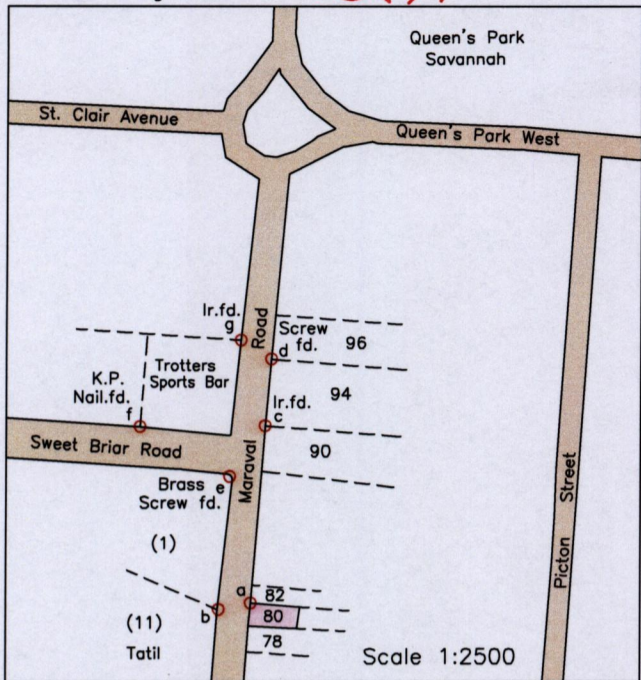 Queen's Park
Savannah
St. Clair Avenue
Queen's Park West
Ir.fd.
g
Road
Screw
fd.
d
96
Trotters
Sports Bar
K.P.
Nail.fd.
f
94
Ir.fd.
c
Sweet Briar Road
90
Maraval
Brass
Screw fd.
e
Picton Street
(1)
a
82
b
80
(11)
78
Tatil
Scale 1:2500